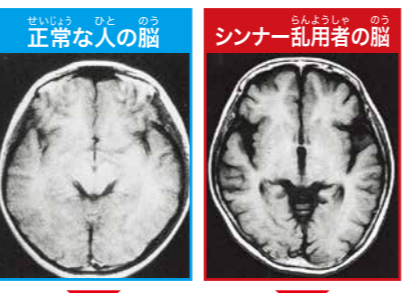 せいじょう ひと のう
正常な人の脳
らんようしゃ のう
シンナー乱用者の脳